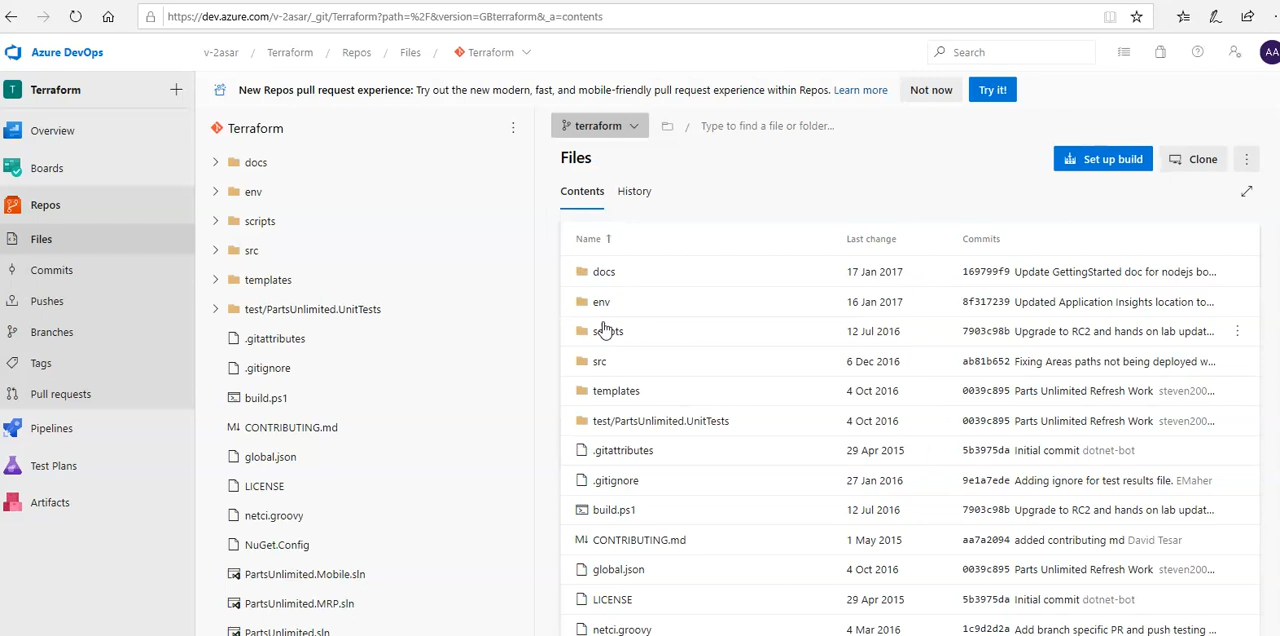 https://dev.azure.com/v-2asar/_git/Terraform?path=%2F&version=GBterraform&_a=contents
Azure DevOps
v-2asar / Terraform / Repos / Files / Terraform
Search
AA
T Terraform
Overview
Boards
Repos
Files
Commits
Pushes
Branches
Tags
Pull requests
Pipelines
Test Plans
Artifacts
New Repos pull request experience: Try out the new modern, fast, and mobile-friendly pull request experience within Repos. Learn more
Not now
Try it!
Terraform
docs
env
scripts
src
templates
test/PartsUnlimited.UnitTests
.gitattributes
.gitignore
build.ps1
CONTRIBUTING.md
global.json
LICENSE
netci.groovy
NuGet.Config
PartsUnlimited.Mobile.sln
PartsUnlimited.MRP.sln
PartsUnlimited.sln
terraform / Type to find a file or folder...
Files
Set up build
Clone
Contents History
Name Last change Commits
docs 17 Jan 2017 169799f9 Update GettingStarted doc for nodejs bo...
env 16 Jan 2017 8f317239 Updated Application Insights location to...
scripts 12 Jul 2016 7903c98b Upgrade to RC2 and hands on lab updat...
src 6 Dec 2016 ab81b652 Fixing Areas paths not being deployed w...
templates 4 Oct 2016 0039c895 Parts Unlimited Refresh Work steven200...
test/PartsUnlimited.UnitTests 4 Oct 2016 0039c895 Parts Unlimited Refresh Work steven200...
.gitattributes 29 Apr 2015 5b3975da Initial commit dotnet-bot
.gitignore 27 Jan 2016 9e1a7ede Adding ignore for test results file. EMaher
build.ps1 12 Jul 2016 7903c98b Upgrade to RC2 and hands on lab updat...
CONTRIBUTING.md 1 May 2015 aa7a2094 added contributing md David Tesar
global.json 4 Oct 2016 0039c895 Parts Unlimited Refresh Work steven200...
LICENSE 29 Apr 2015 5b3975da Initial commit dotnet-bot
netci.groovy 4 Mar 2016 1c9d2d2a Add branch specific PR and push testing ...